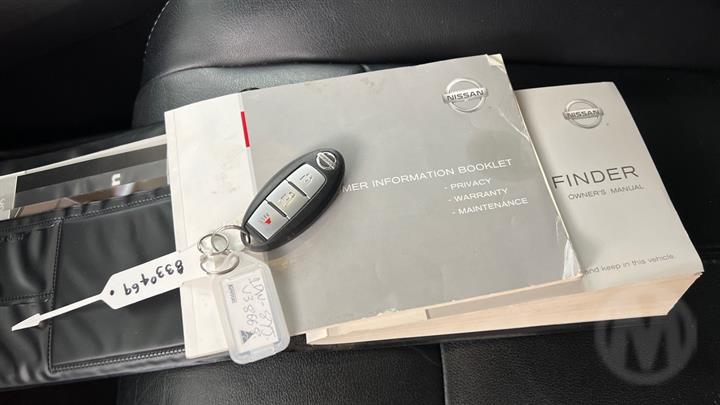 NISSAN
MER INFORMATION BOOKLET
- PRIVACY
- WARRANTY
- MAINTENANCE
NISSAN
FINDER
OWNER'S MANUAL
and keep in this vehicle.
8330469
M